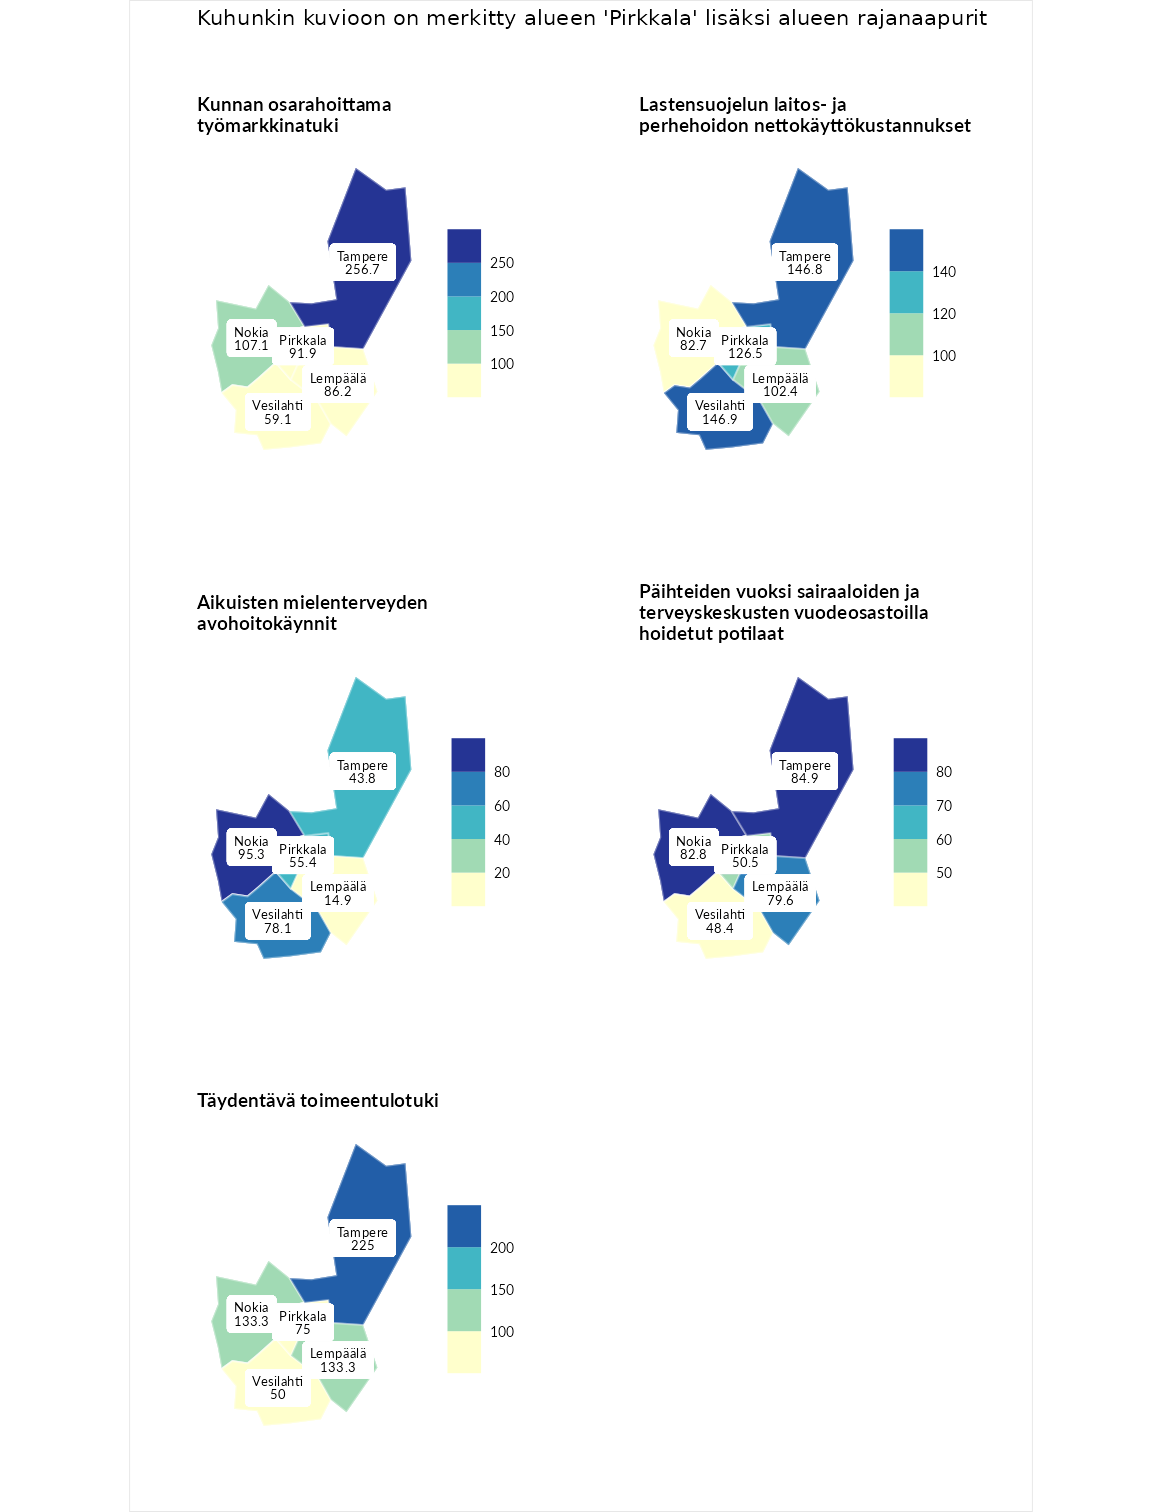 Kuhunkin kuvioon on merkitty alueen 'Pirkkala' lisäksi alueen rajanaapurit
Kunnan osarahoittama
työmarkkinatuki
Tampere
256.7
Nokia
107.1
Pirkkala
91.9
Lempäälä
86.2
Vesilahti
59.1
250
200
150
100
Lastensuojelun laitos- ja
perhehoidon nettokäyttökustannukset
Tampere
146.8
Nokia
82.7
Pirkkala
126.5
Lempäälä
102.4
Vesilahti
146.9
140
120
100
Aikuisten mielenterveyden
avohoitokäynnit
Tampere
43.8
Nokia
95.3
Pirkkala
55.4
Lempäälä
14.9
Vesilahti
78.1
80
60
40
20
Päihteiden vuoksi sairaaloiden ja
terveyskeskusten vuodeosastoilla
hoidetut potilaat
Tampere
84.9
Nokia
82.8
Pirkkala
50.5
Lempäälä
79.6
Vesilahti
48.4
80
70
60
50
Täydentävä toimeentulotuki
Tampere
225
Nokia
133.3
Pirkkala
75
Lempäälä
133.3
Vesilahti
50
200
150
100